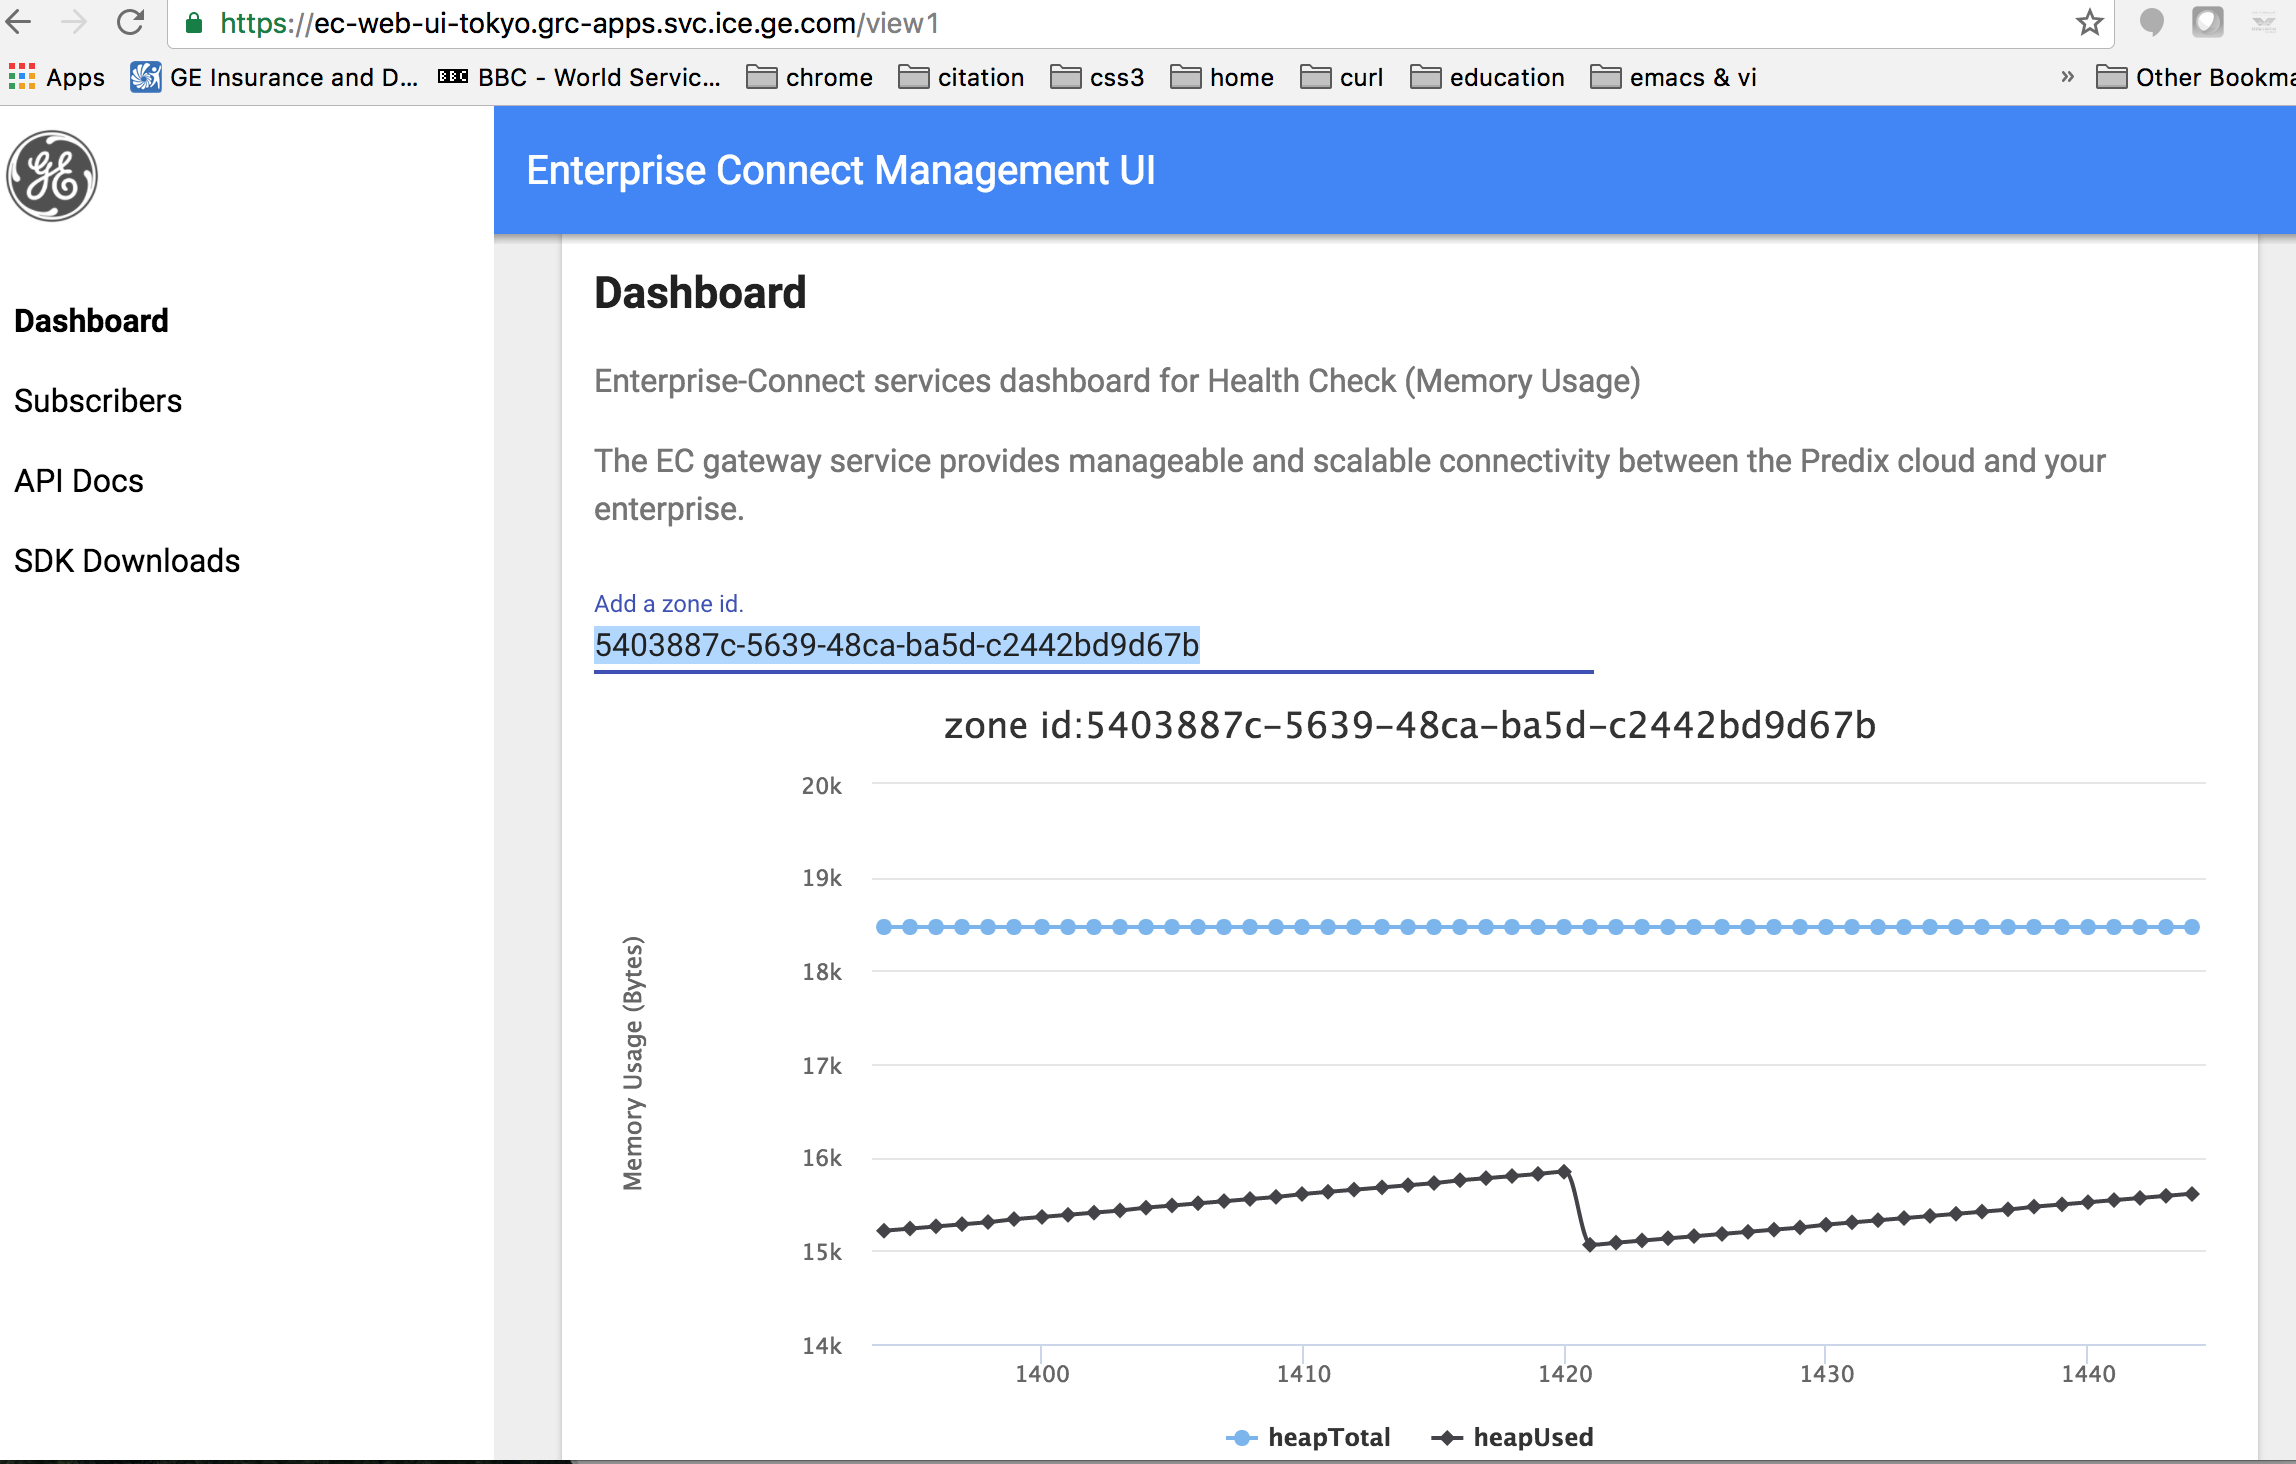 https://ec-web-ui-tokyo.grc-apps.svc.ice.ge.com/view1
Apps GE Insurance and D... BBC BBC - World Servic... chrome citation css3 home curl education emacs & vi » Other Bookma
GE
Enterprise Connect Management UI
Dashboard
Subscribers
API Docs
SDK Downloads
Dashboard
Enterprise-Connect services dashboard for Health Check (Memory Usage)
The EC gateway service provides manageable and scalable connectivity between the Predix cloud and your
enterprise.
Add a zone id.
5403887c-5639-48ca-ba5d-c2442bd9d67b
zone id:5403887c-5639-48ca-ba5d-c2442bd9d67b
Memory Usage (Bytes)
20k
19k
18k
17k
16k
15k
14k
1400 1410 1420 1430 1440
heapTotal heapUsed